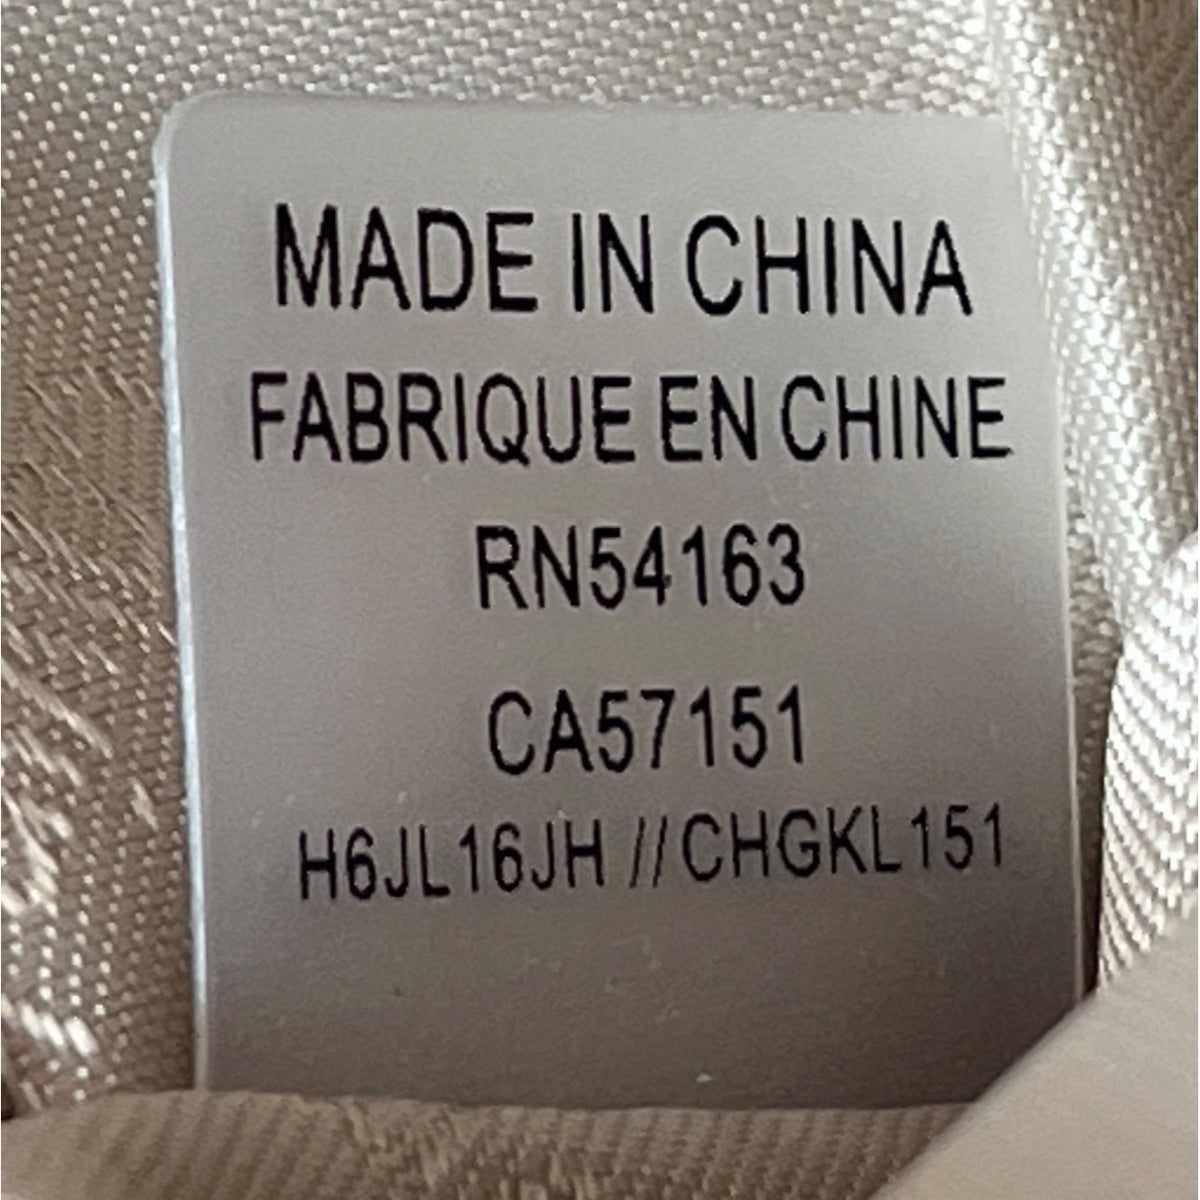 MADE IN CHINA
FABRIQUE EN CHINE
RN54163
CA57151
H6JL16JH //CHGKL151